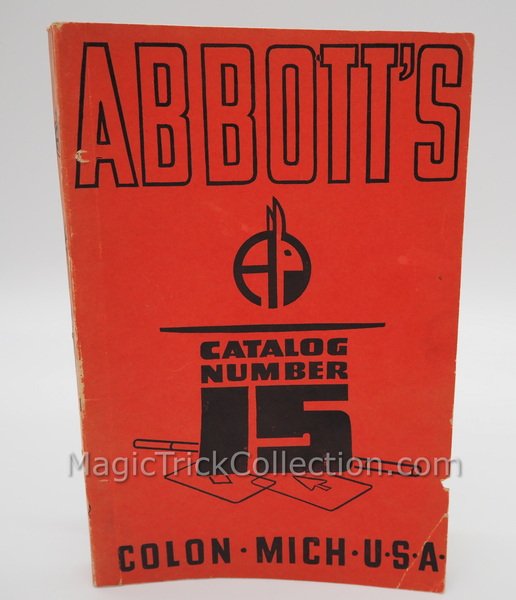 ABBOTT'S
CATALOG
NUMBER
15
MagicTrickCollection.com
COLON·MICH·U·S·A·